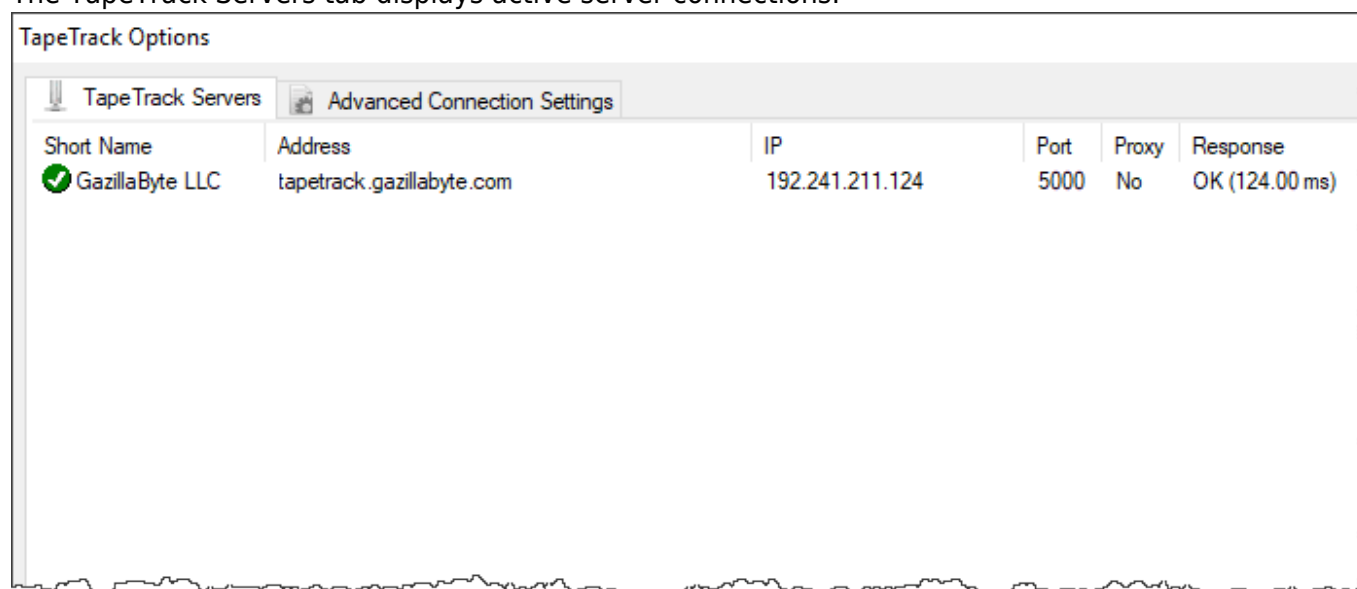 The TapeTrack Servers tab displays active server connections.
TapeTrack Options
TapeTrack Servers Advanced Connection Settings
Short Name Address IP Port Proxy Response
GazillaByte LLC tapetrack.gazillabyte.com 192.241.211.124 5000 No OK (124.00 ms)